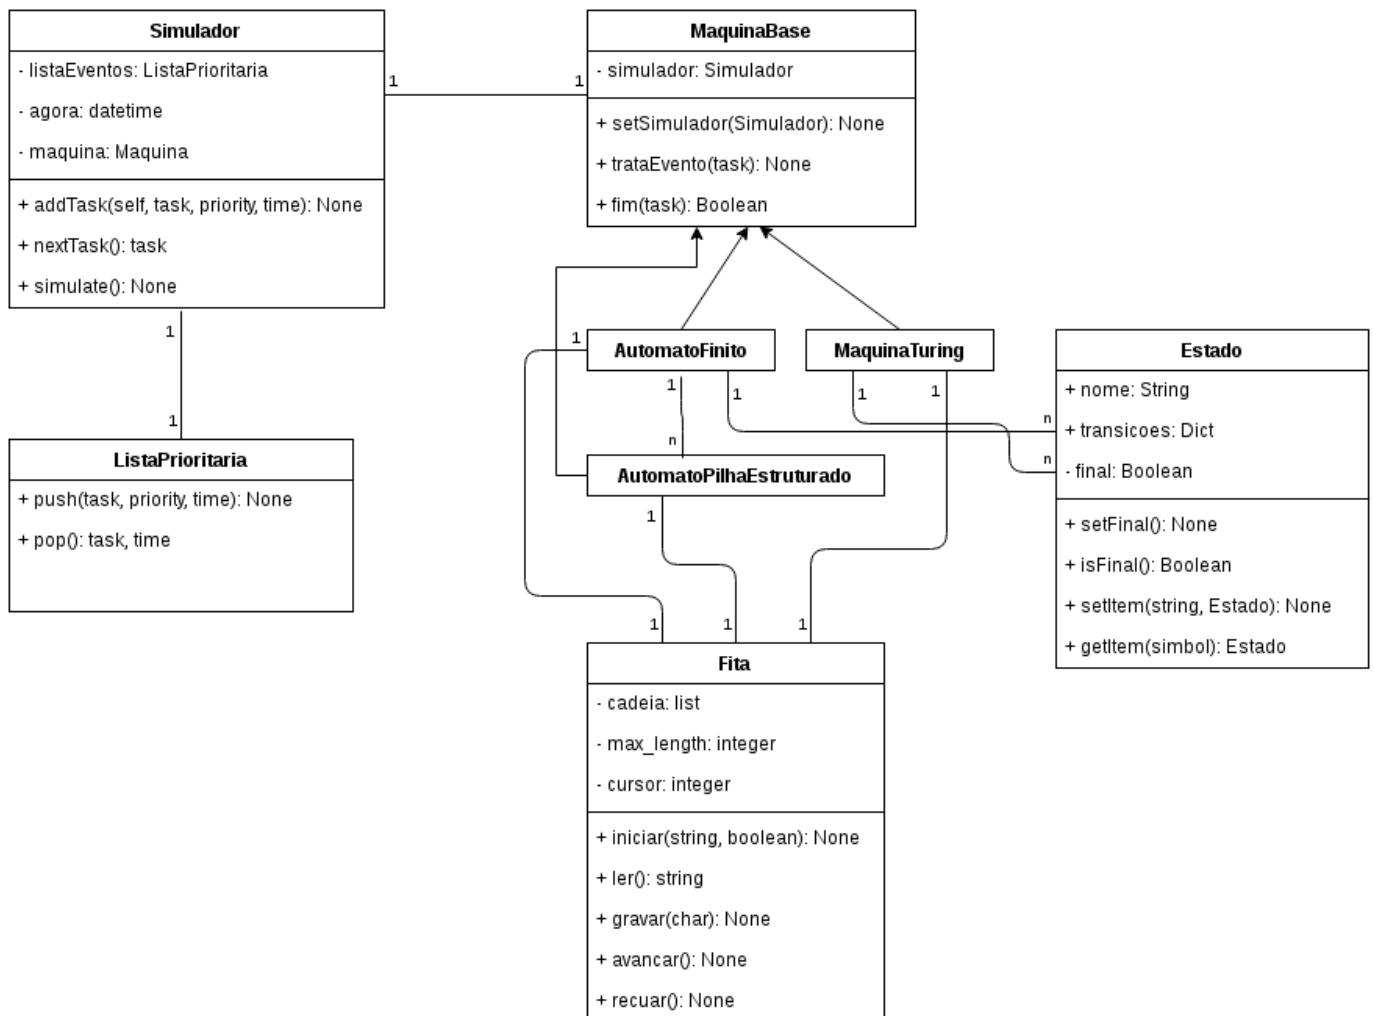 Simulador
- listaEventos: ListaPrioritaria
- agora: datetime
- maquina: Maquina
+ addTask(self, task, priority, time): None
+ nextTask(): task
+ simulate(): None
1
1
MaquinaBase
- simulador: Simulador
+ setSimulador(Simulador): None
+ trataEvento(task): None
+ fim(task): Boolean
1
1
ListaPrioritaria
+ push(task, priority, time): None
+ pop(): task, time
1
AutomatoFinito
1
1
n
MaquinaTuring
1
1
n
n
Estado
+ nome: String
+ transicoes: Dict
- final: Boolean
+ setFinal(): None
+ isFinal(): Boolean
+ setItem(string, Estado): None
+ getItem(simbol): Estado
AutomatoPilhaEstruturado
1
1
1
1
Fita
- cadeia: list
- max_length: integer
- cursor: integer
+ iniciar(string, boolean): None
+ ler(): string
+ gravar(char): None
+ avancar(): None
+ recuar(): None